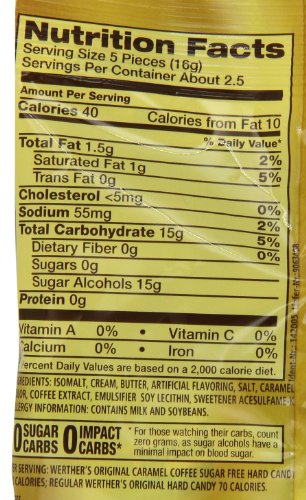 Nutrition Facts
Serving Size 5 Pieces (16g)
Servings Per Container About 2.5
Amount Per Serving
Calories 40 Calories from Fat 10
% Daily Value*
Total Fat 1.5g 2%
Saturated Fat 1g 5%
Trans Fat 0g
Cholesterol <5mg 0%
Sodium 55mg 2%
Total Carbohydrate 15g 5%
Dietary Fiber 0g 0%
Sugars 0g
Sugar Alcohols 15g
Protein 0g
Vitamin A 0% • Vitamin C 0%
Calcium 0% • Iron 0%
Percent Daily Values are based on a 2,000 calorie diet.
REDIENTS: ISOMALT, CREAM, BUTTER, ARTIFICIAL FLAVORING, SALT, CARAMEL
LOR, COFFEE EXTRACT, EMULSIFIER SOY LECITHIN, SWEETENER ACESULFAME-
LERGY INFORMATION: CONTAINS MILK AND SOYBEANS.
0 SUGAR CARBS 0 IMPACT CARBS*
* For those watching their carbs, count
zero grams, as sugar alcohols have a
minimal impact on blood sugar.
R SERVING: WERTHER'S ORIGINAL CARAMEL COFFEE SUGAR FREE HARD CAND
CALORIES; REGULAR WERTHER'S ORIGINAL HARD CANDY 70 CALORIES.